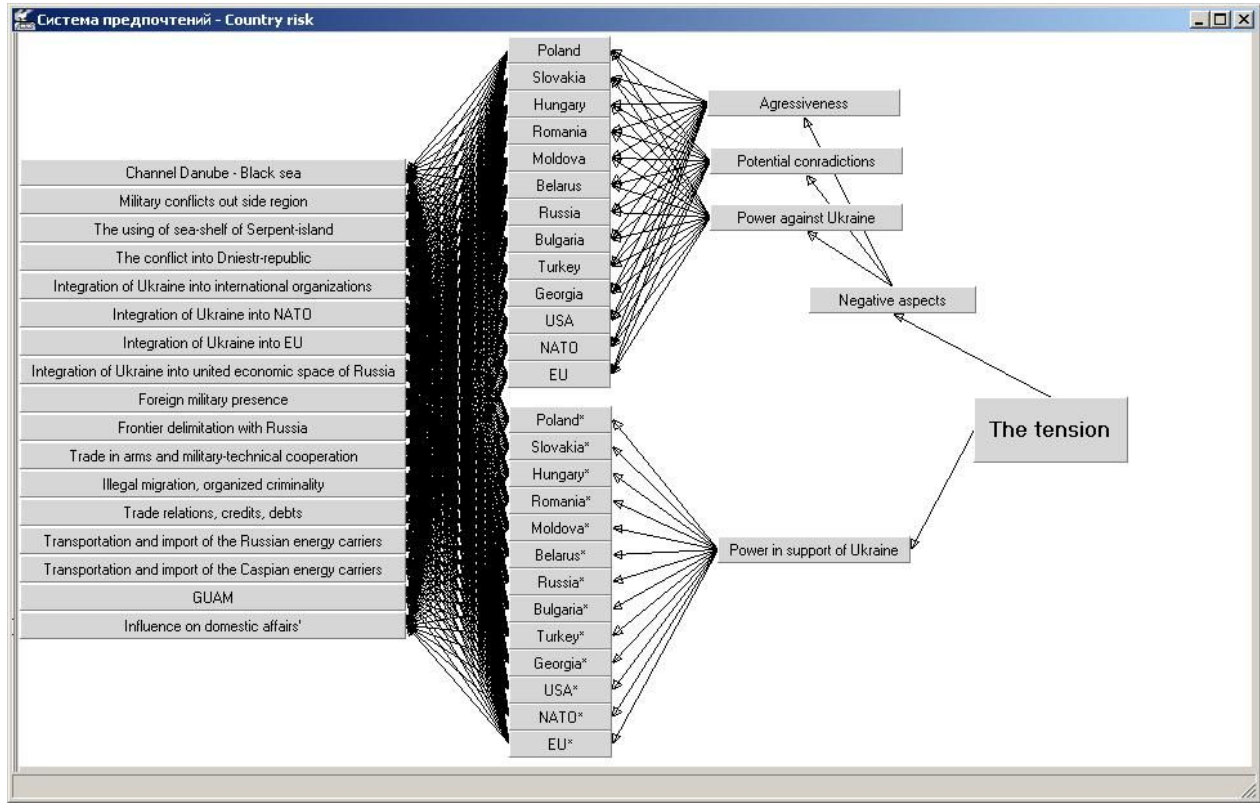 Система предпочтений - Country risk
Channel Danube - Black sea
Military conflicts out side region
The using of sea-shelf of Serpent-island
The conflict into Dniestr-republic
Integration of Ukraine into international organizations
Integration of Ukraine into NATO
Integration of Ukraine into EU
Integration of Ukraine into united economic space of Russia
Foreign military presence
Frontier delimitation with Russia
Trade in arms and military-technical cooperation
Illegal migration, organized criminality
Trade relations, credits, debts
Transportation and import of the Russian energy carriers
Transportation and import of the Caspian energy carriers
GUAM
Influence on domestic affairs'
Poland
Slovakia
Hungary
Romania
Moldova
Belarus
Russia
Bulgaria
Turkey
Georgia
USA
NATO
EU
Poland*
Slovakia*
Hungary*
Romania*
Moldova*
Belarus*
Russia*
Bulgaria*
Turkey*
Georgia*
USA*
NATO*
EU*
Agressiveness
Potential conradictions
Power against Ukraine
Negative aspects
The tension
Power in support of Ukraine